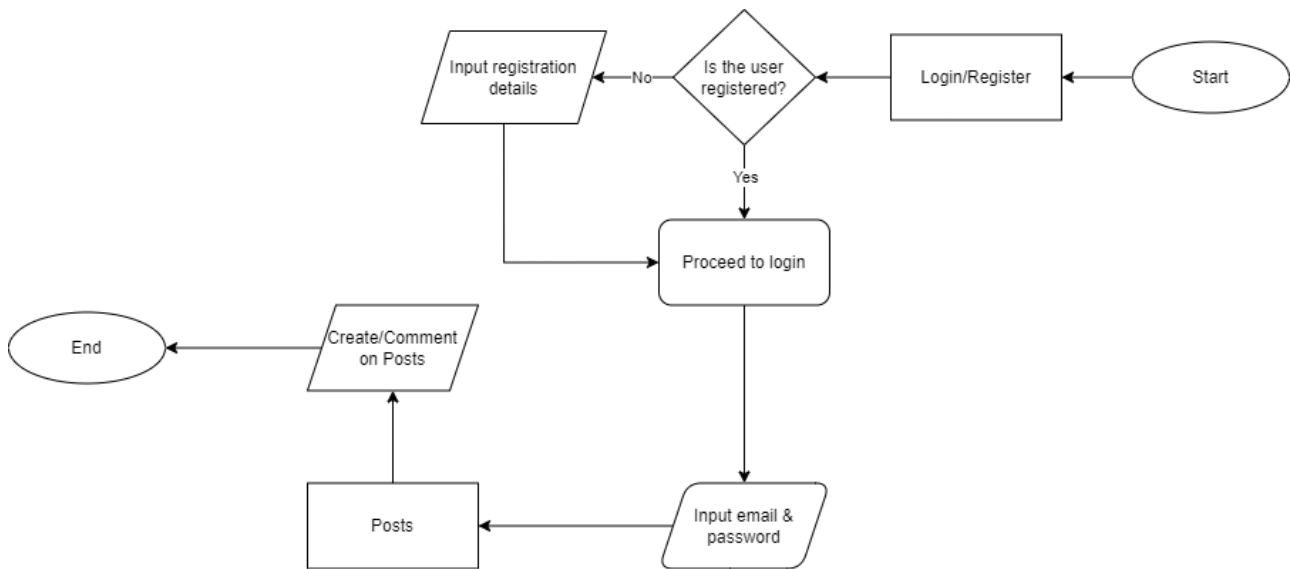 Start
Login/Register
Is the user
registered?
No
Input registration
details
Yes
Proceed to login
Input email &
password
Posts
Create/Comment
on Posts
End